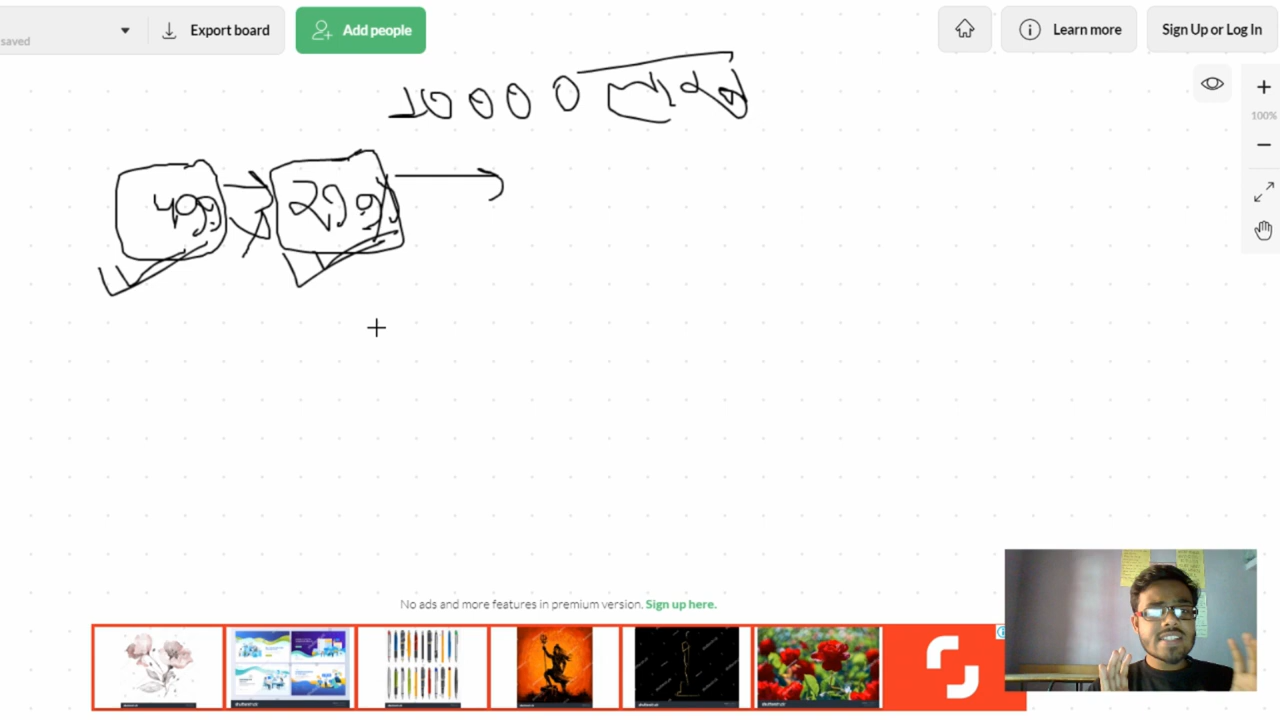 saved
Export board
Add people
Learn more
Sign Up or Log In
10000
100%
499 299
No ads and more features in premium version. Sign up here.